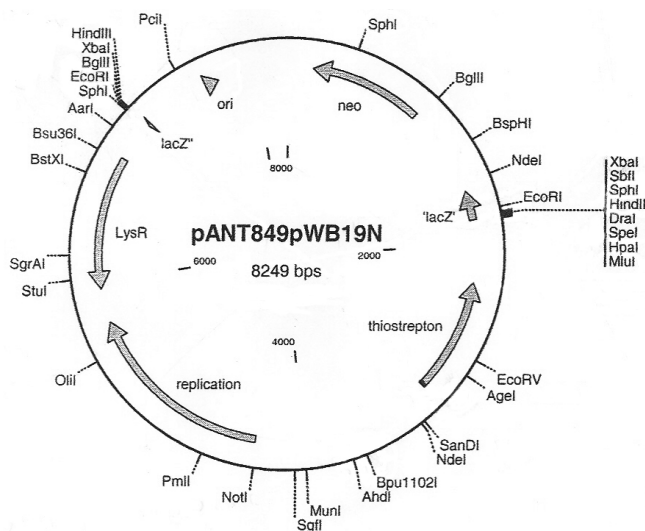 SphI
BglII
BspHI
NdeI
EcoRI
XbaI
SbfI
SphI
HindII
DraI
SpeI
HpaI
MluI
EcoRV
AgeI
SanDI
NdeI
Bpu1102I
AhdI
MunI
SgfI
NotI
PmlI
OliI
StuI
SgrAI
BstXI
Bsu36I
AarI
SphI
EcoRI
BglII
XbaI
HindIII
PciI
ori
neo
lacZ"
'lacZ'
LysR
thiostrepton
replication
8000
2000
4000
6000
pANT849pWB19N
8249 bps